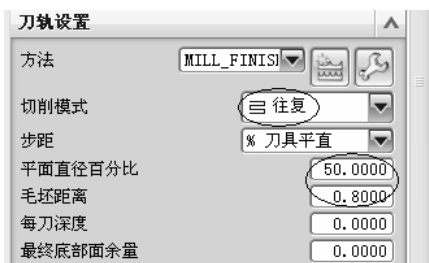 刀轨设置
方法 MILL_FINISH
切削模式 往复
步距 % 刀具平直
平面直径百分比 50.0000
毛坯距离 0.8000
每刀深度 0.0000
最终底部面余量 0.0000